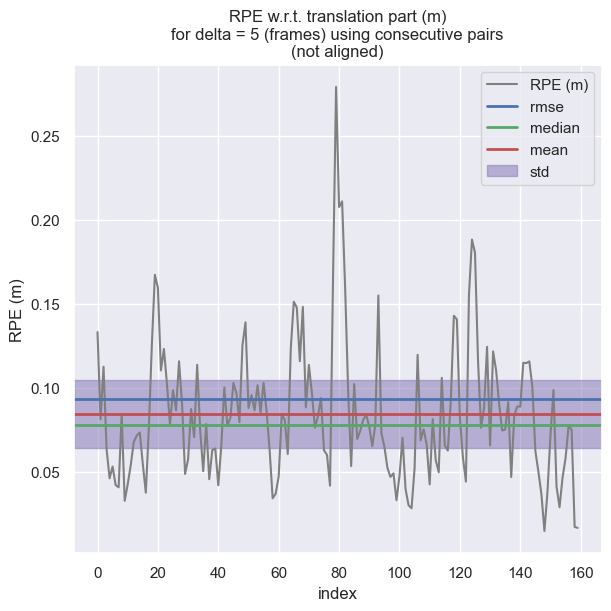 RPE w.r.t. translation part (m)
for delta = 5 (frames) using consecutive pairs
(not aligned)
RPE (m)
rmse
median
mean
std
0.25
0.20
0.15
0.10
0.05
RPE (m)
0 20 40 60 80 100 120 140 160
index